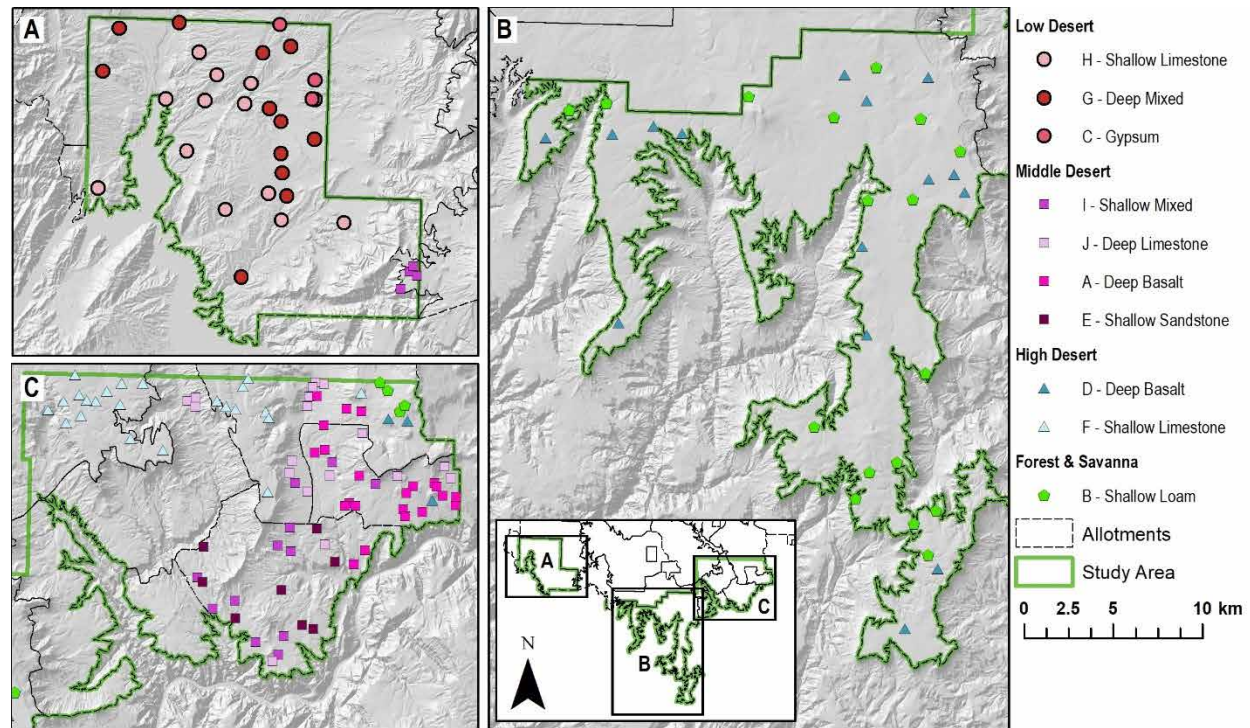 A
B
C
A
B
C
N
Low Desert
H - Shallow Limestone
G - Deep Mixed
C - Gypsum
Middle Desert
I - Shallow Mixed
J - Deep Limestone
A - Deep Basalt
E - Shallow Sandstone
High Desert
D - Deep Basalt
F - Shallow Limestone
Forest & Savanna
B - Shallow Loam
Allotments
Study Area
0 2.5 5 10 km